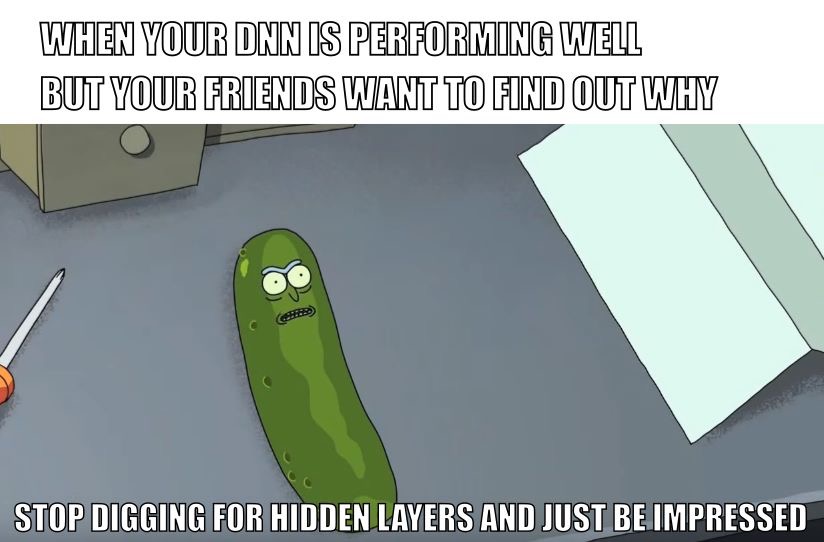 WHEN YOUR DNN IS PERFORMING WELL
BUT YOUR FRIENDS WANT TO FIND OUT WHY
STOP DIGGING FOR HIDDEN LAYERS AND JUST BE IMPRESSED